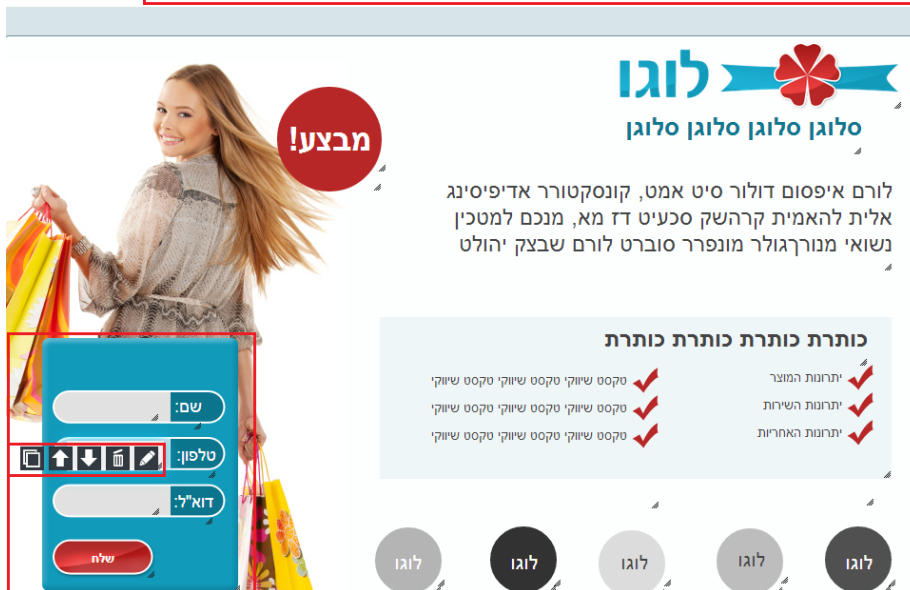 לוגו
סלוגן סלוגן סלוגן סלוגן
מבצע!
לורם איפסום דולור סיט אמט, קונסקטורר אדיפיסינג
אלית להאמית קרהשק סכעיט דז מא, מנכם למטכין
נשואי מנורךגולר מונפרר סוברט לורם שבצק יהולט
כותרת כותרת כותרת כותרת
יתרונות המוצר
טקסט שיווקי טקסט שיווקי טקסט שיווקי
יתרונות השירות
טקסט שיווקי טקסט שיווקי טקסט שיווקי
יתרונות האחריות
טקסט שיווקי טקסט שיווקי טקסט שיווקי
שם:
טלפון:
דוא"ל:
שלח
לוגו
לוגו
לוגו
לוגו
לוגו